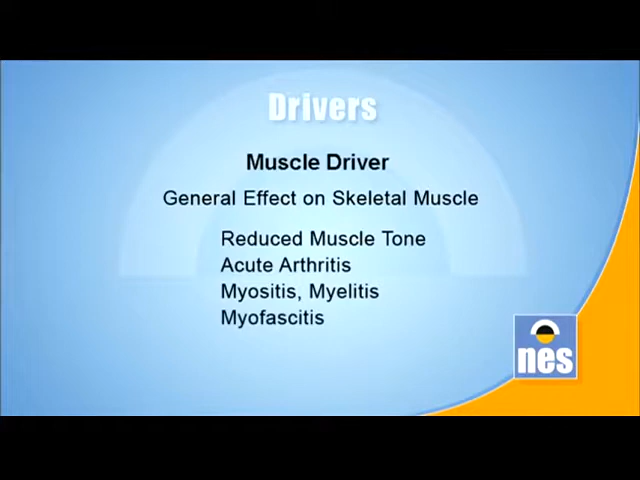 Drivers
Muscle Driver
General Effect on Skeletal Muscle
Reduced Muscle Tone
Acute Arthritis
Myositis, Myelitis
Myofascitis
nes